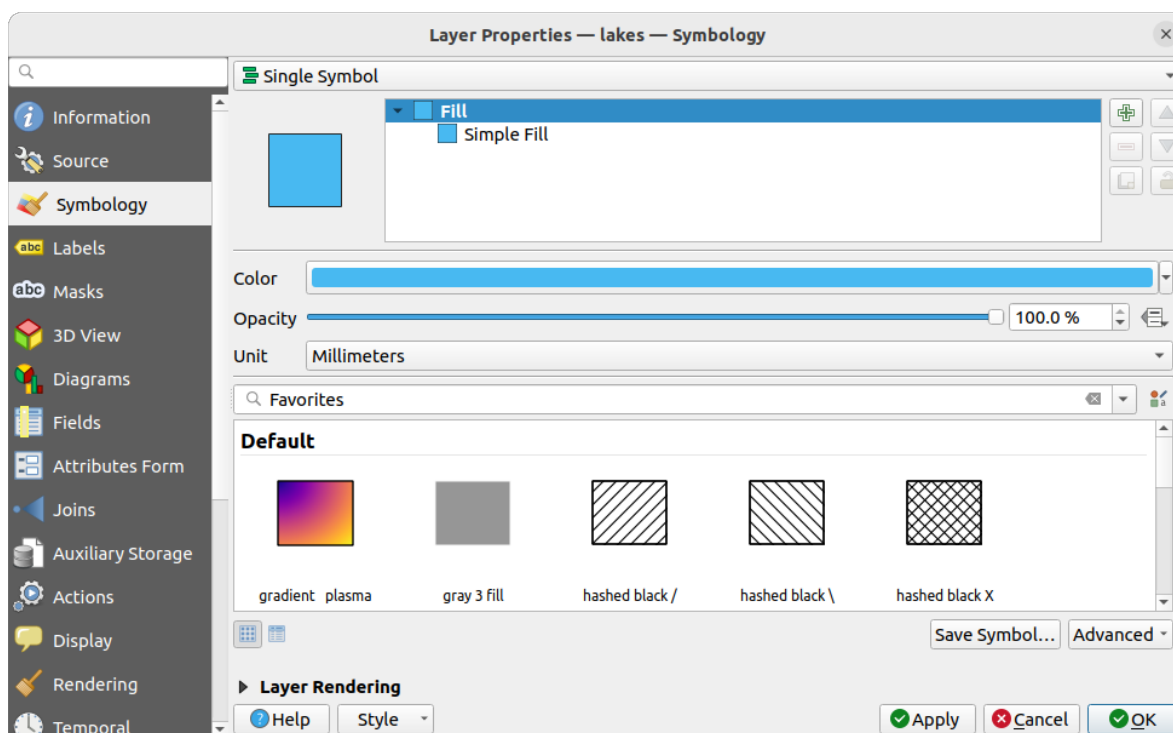 Layer Properties — lakes — Symbology
Information
Source
Symbology
Labels
Masks
3D View
Diagrams
Fields
Attributes Form
Joins
Auxiliary Storage
Actions
Display
Rendering
Temporal
Single Symbol
Fill
Simple Fill
Color
Opacity 100.0 %
Unit Millimeters
Favorites
Default
gradient plasma
gray 3 fill
hashed black /
hashed black \
hashed black X
Save Symbol... Advanced
Layer Rendering
Help Style Apply Cancel OK